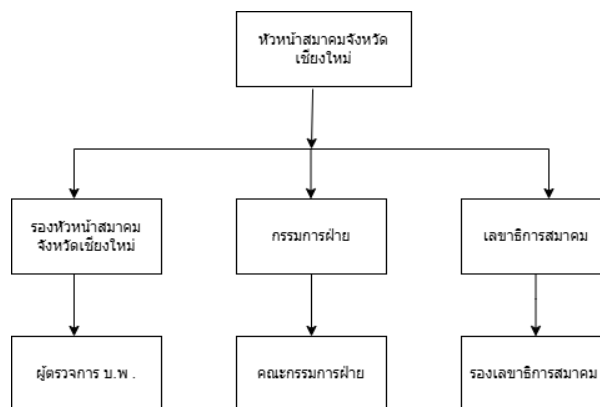 หัวหน้าสมาคมจังหวัด
เชียงใหม่
รองหัวหน้าสมาคม
จังหวัดเชียงใหม่
กรรมการฝ่าย
เลขาธิการสมาคม
ผู้ตรวจการ บ.พ .
คณะกรรมการฝ่าย
รองเลขาธิการสมาคม